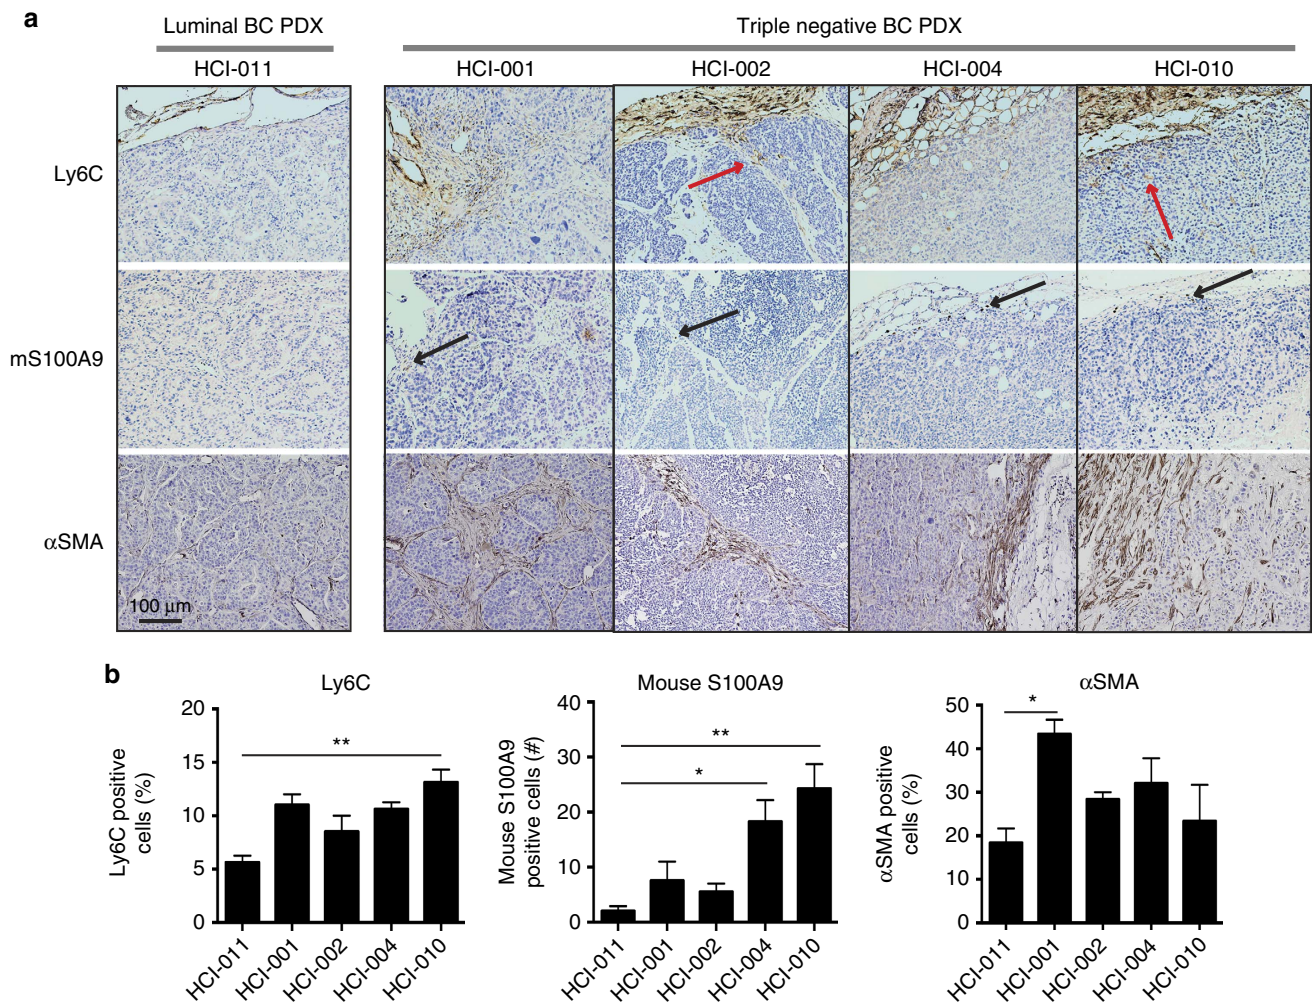 a
Luminal BC PDX
Triple negative BC PDX
HCI-011
HCI-001
HCI-002
HCI-004
HCI-010
Ly6C
mS100A9
αSMA
100 μm
b
Ly6C
Ly6C positive
cells (%)
20
15
10
5
0
**
HCI-011
HCI-001
HCI-002
HCI-004
HCI-010
Mouse S100A9
Mouse S100A9
positive cells (#)
40
30
20
10
0
**
*
HCI-011
HCI-001
HCI-002
HCI-004
HCI-010
αSMA
αSMA positive
cells (%)
50
40
30
20
10
0
*
HCI-011
HCI-001
HCI-002
HCI-004
HCI-010